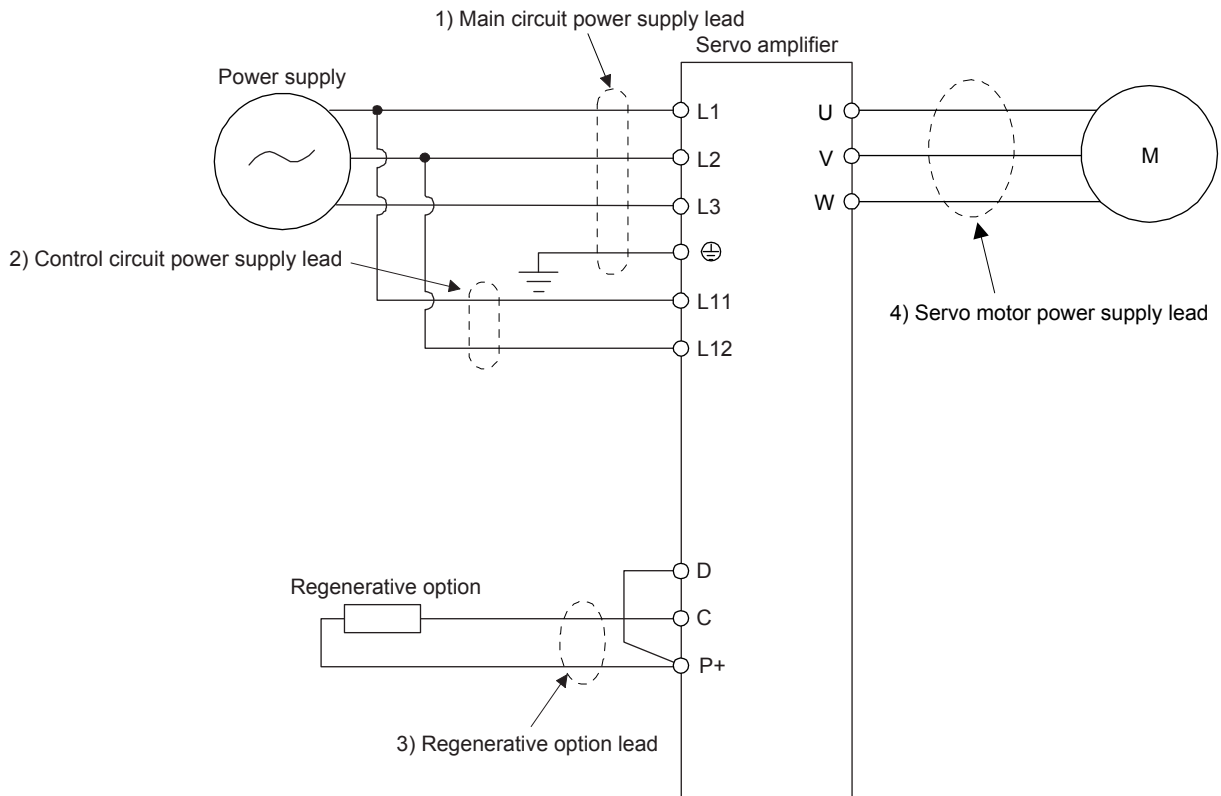 1) Main circuit power supply lead
Servo amplifier
Power supply
L1
U
L2
V
M
L3
W
2) Control circuit power supply lead
L11
4) Servo motor power supply lead
L12
D
Regenerative option
C
P+
3) Regenerative option lead